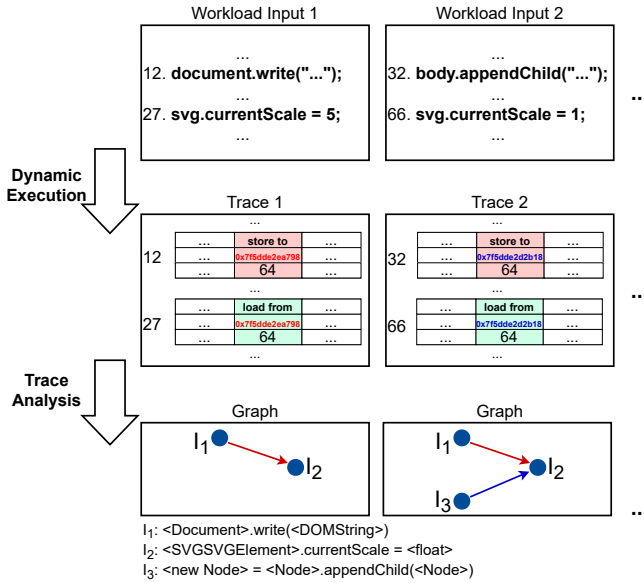 Workload Input 1
Workload Input 2
...
12. document.write("...");
...
27. svg.currentScale = 5;
...
...
32. body.appendChild("...");
...
66. svg.currentScale = 1;
...
..
Dynamic
Execution
Trace 1
Trace 2
...
12
... store to ...
... 0x7f5dde2ea798 ...
... 64 ...
...
27
... load from ...
... 0x7f5dde2ea798 ...
... 64 ...
...
...
32
... store to ...
... 0x7f5dde2d2b18 ...
... 64 ...
...
66
... load from ...
... 0x7f5dde2d2b18 ...
... 64 ...
...
..
Trace
Analysis
Graph
Graph
I1
I2
I1
I2
I3
..
I1: <Document>.write(<DOMString>)
I2: <SVGSVGElement>.currentScale = <float>
I3: <new Node> = <Node>.appendChild(<Node>)